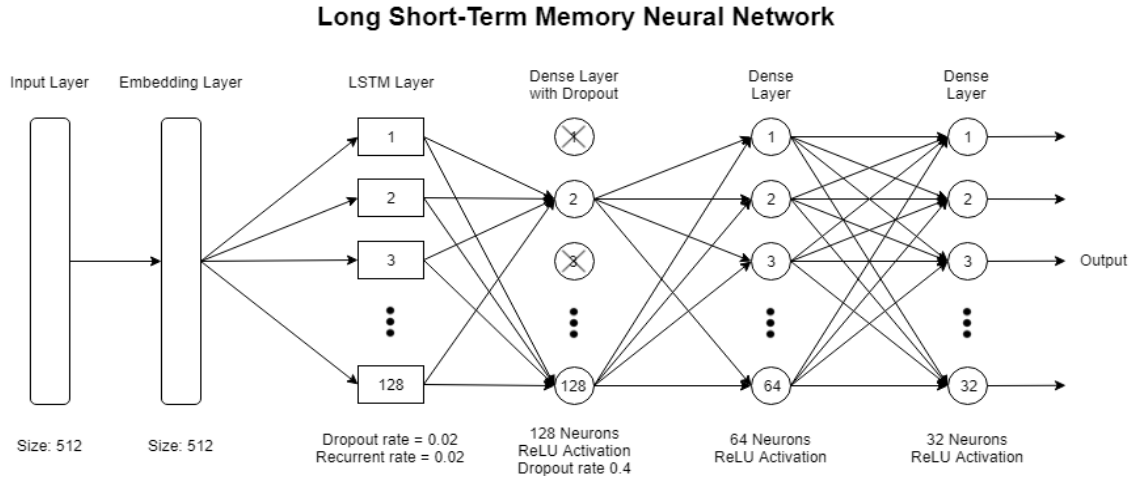 Long Short-Term Memory Neural Network
Input Layer
Embedding Layer
LSTM Layer
Dense Layer
with Dropout
Dense
Layer
Dense
Layer
1
1
1
1
2
2
2
2
3
3
3
3
Output
128
128
64
32
Size: 512
Size: 512
Dropout rate = 0.02
Recurrent rate = 0.02
128 Neurons
ReLU Activation
Dropout rate 0.4
64 Neurons
ReLU Activation
32 Neurons
ReLU Activation